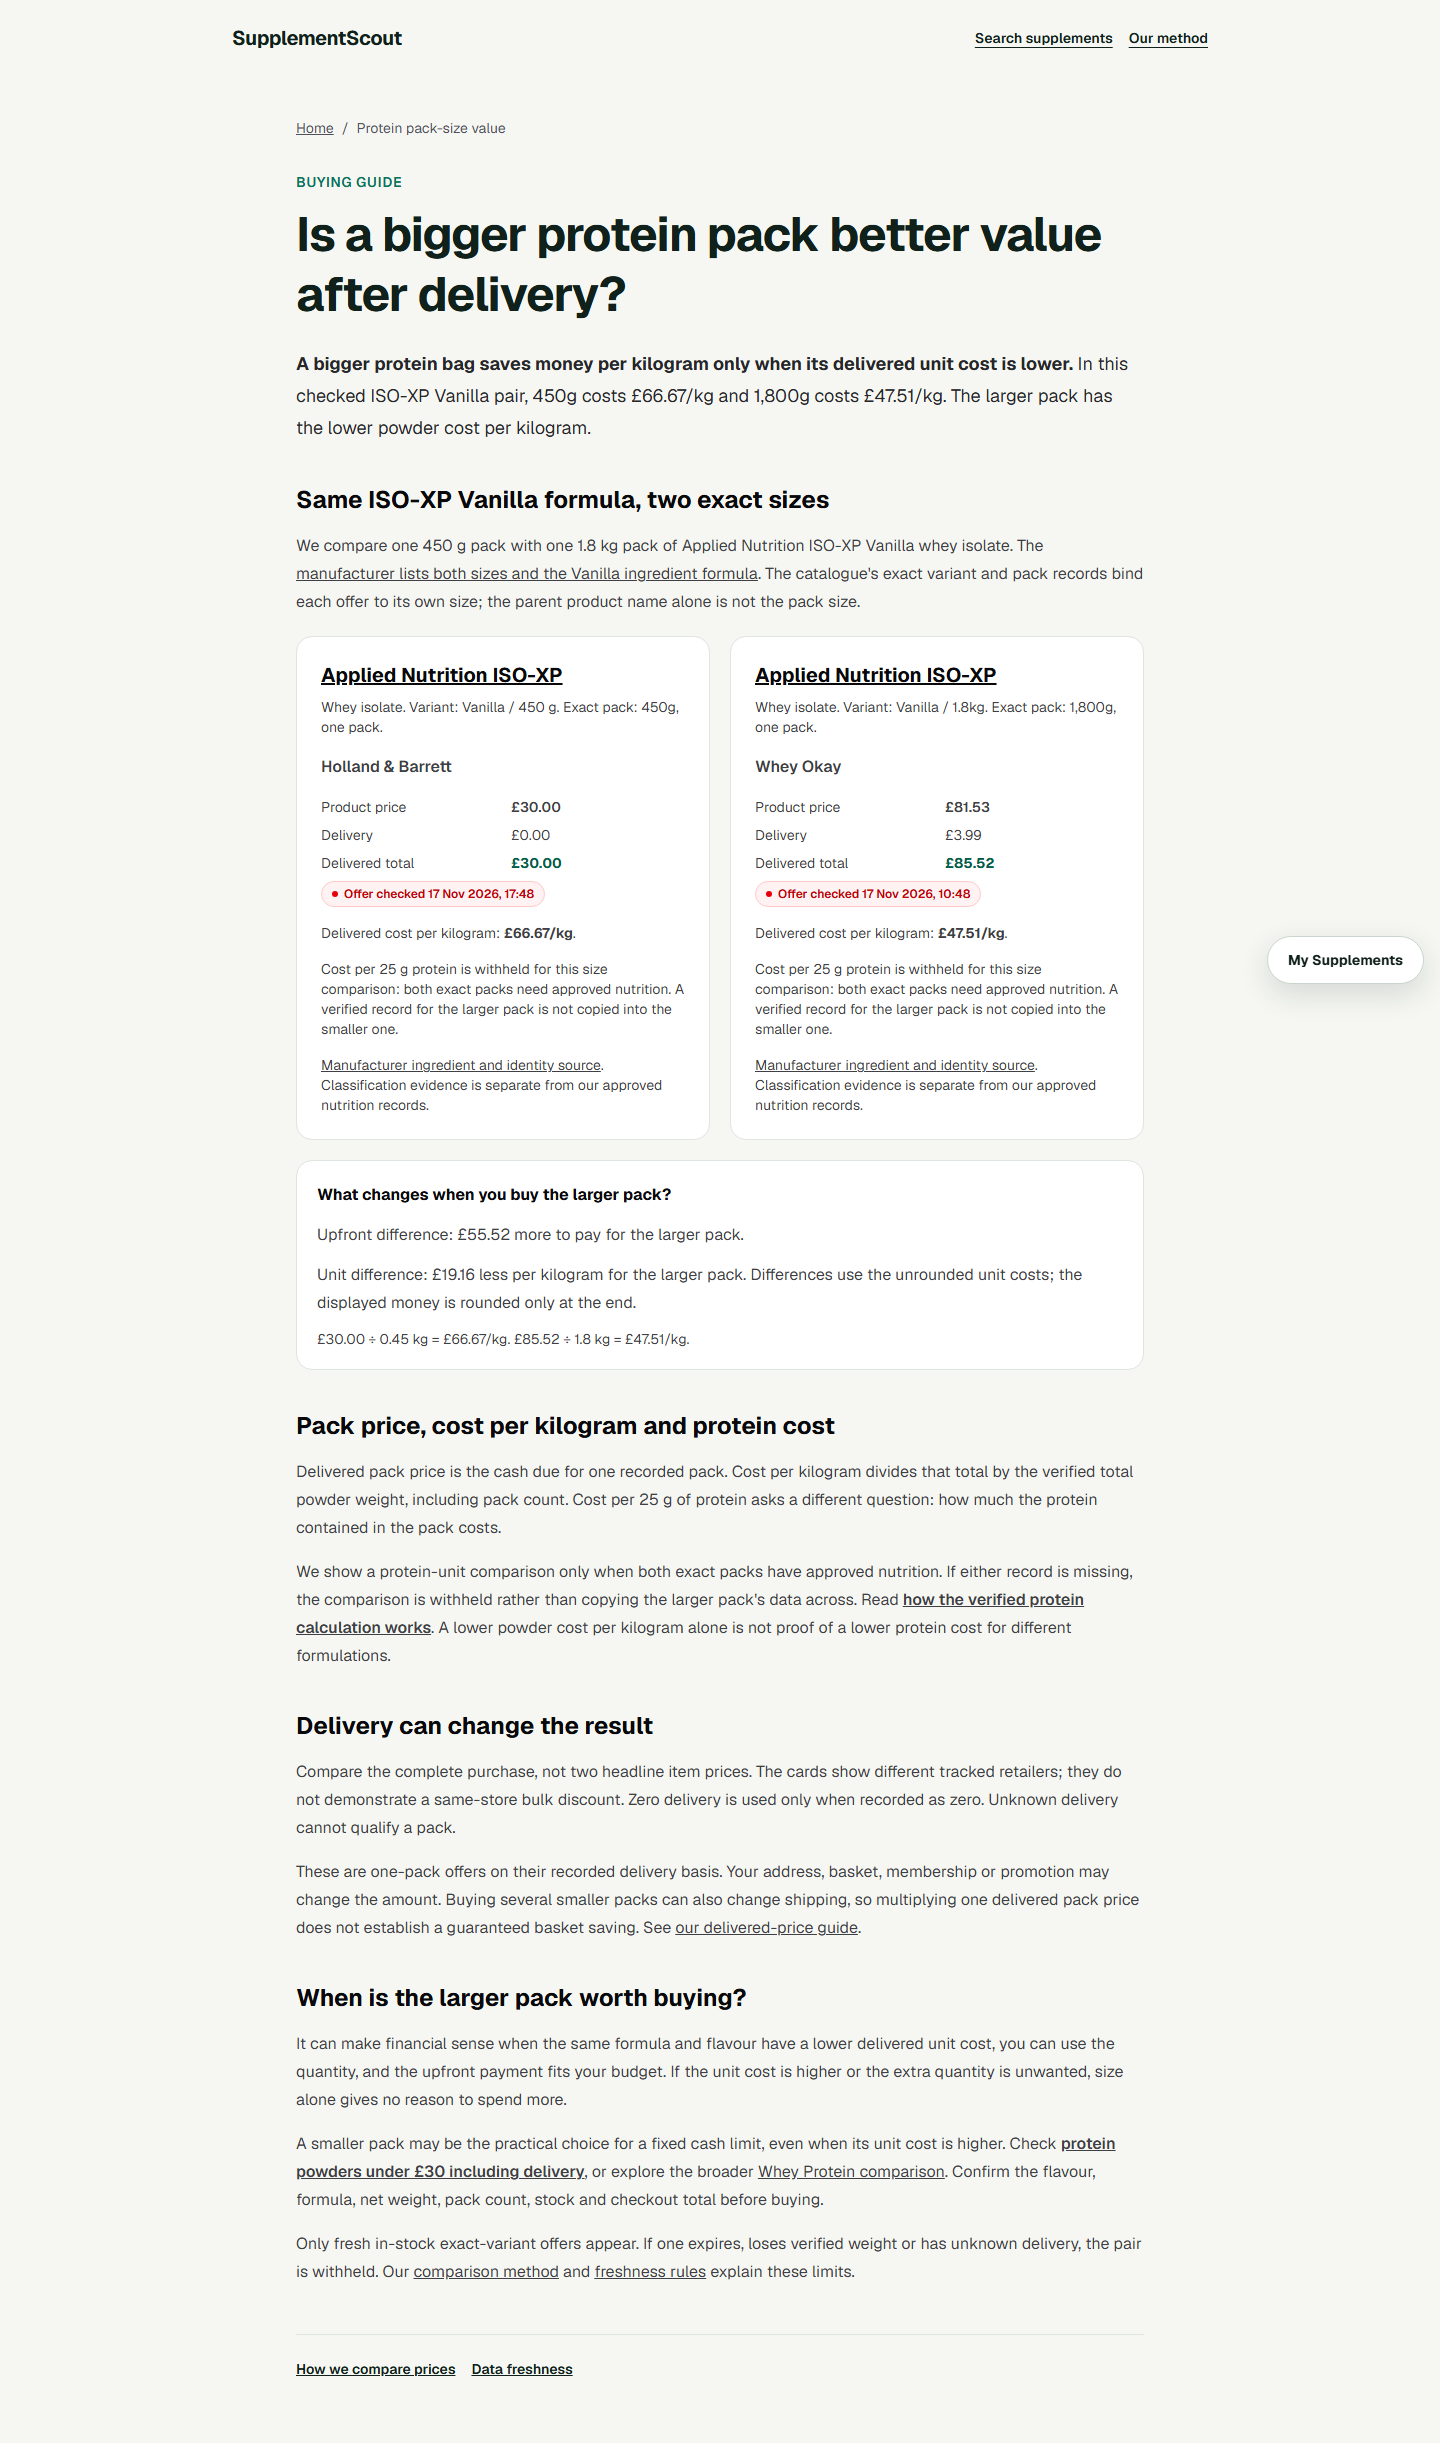 SupplementScout
Search supplements Our method
Home / Protein pack-size value
BUYING GUIDE
Is a bigger protein pack better value
after delivery?
A bigger protein bag saves money per kilogram only when its delivered unit cost is lower. In this
checked ISO-XP Vanilla pair, 450g costs £66.67/kg and 1,800g costs £47.51/kg. The larger pack has
the lower powder cost per kilogram.
Same ISO-XP Vanilla formula, two exact sizes
We compare one 450 g pack with one 1.8 kg pack of Applied Nutrition ISO-XP Vanilla whey isolate. The
manufacturer lists both sizes and the Vanilla ingredient formula. The catalogue's exact variant and pack records bind
each offer to its own size; the parent product name alone is not the pack size.
Applied Nutrition ISO-XP
Whey isolate. Variant: Vanilla / 450 g. Exact pack: 450g,
one pack.
Holland & Barrett
Product price £30.00
Delivery £0.00
Delivered total £30.00
Offer checked 17 Nov 2026, 17:48
Delivered cost per kilogram: £66.67/kg.
Cost per 25 g protein is withheld for this size
comparison: both exact packs need approved nutrition. A
verified record for the larger pack is not copied into the
smaller one.
Manufacturer ingredient and identity source.
Classification evidence is separate from our approved
nutrition records.
Applied Nutrition ISO-XP
Whey isolate. Variant: Vanilla / 1.8kg. Exact pack: 1,800g,
one pack.
Whey Okay
Product price £81.53
Delivery £3.99
Delivered total £85.52
Offer checked 17 Nov 2026, 10:48
Delivered cost per kilogram: £47.51/kg.
Cost per 25 g protein is withheld for this size
comparison: both exact packs need approved nutrition. A
verified record for the larger pack is not copied into the
smaller one.
Manufacturer ingredient and identity source.
Classification evidence is separate from our approved
nutrition records.
My Supplements
What changes when you buy the larger pack?
Upfront difference: £55.52 more to pay for the larger pack.
Unit difference: £19.16 less per kilogram for the larger pack. Differences use the unrounded unit costs; the
displayed money is rounded only at the end.
£30.00 ÷ 0.45 kg = £66.67/kg. £85.52 ÷ 1.8 kg = £47.51/kg.
Pack price, cost per kilogram and protein cost
Delivered pack price is the cash due for one recorded pack. Cost per kilogram divides that total by the verified total
powder weight, including pack count. Cost per 25 g of protein asks a different question: how much the protein
contained in the pack costs.
We show a protein-unit comparison only when both exact packs have approved nutrition. If either record is missing,
the comparison is withheld rather than copying the larger pack's data across. Read how the verified protein
calculation works. A lower powder cost per kilogram alone is not proof of a lower protein cost for different
formulations.
Delivery can change the result
Compare the complete purchase, not two headline item prices. The cards show different tracked retailers; they do
not demonstrate a same-store bulk discount. Zero delivery is used only when recorded as zero. Unknown delivery
cannot qualify a pack.
These are one-pack offers on their recorded delivery basis. Your address, basket, membership or promotion may
change the amount. Buying several smaller packs can also change shipping, so multiplying one delivered pack price
does not establish a guaranteed basket saving. See our delivered-price guide.
When is the larger pack worth buying?
It can make financial sense when the same formula and flavour have a lower delivered unit cost, you can use the
quantity, and the upfront payment fits your budget. If the unit cost is higher or the extra quantity is unwanted, size
alone gives no reason to spend more.
A smaller pack may be the practical choice for a fixed cash limit, even when its unit cost is higher. Check protein
powders under £30 including delivery, or explore the broader Whey Protein comparison. Confirm the flavour,
formula, net weight, pack count, stock and checkout total before buying.
Only fresh in-stock exact-variant offers appear. If one expires, loses verified weight or has unknown delivery, the pair
is withheld. Our comparison method and freshness rules explain these limits.
How we compare prices Data freshness